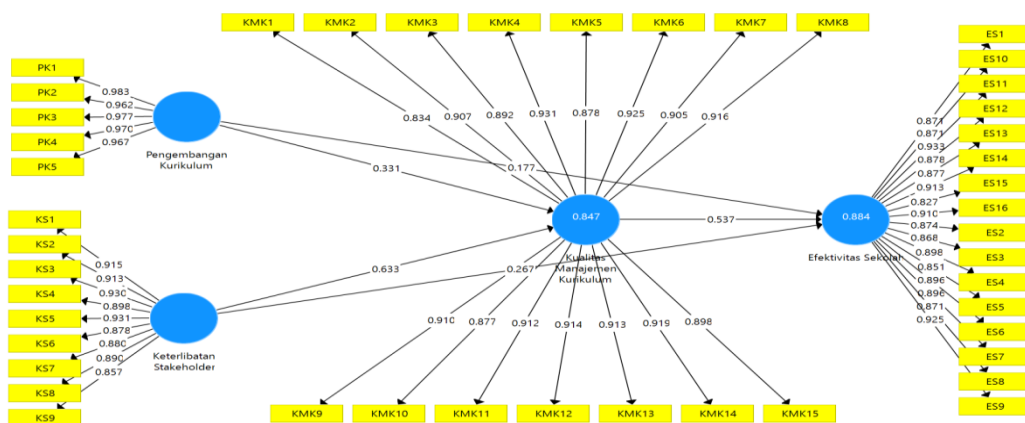 KMK1
KMK2
KMK3
KMK4
KMK5
KMK6
KMK7
KMK8
PK1
PK2
PK3
PK4
PK5
0.983
0.962
0.977
0.970
0.967
Pengembangan
Kurikulum
0.834
0.907
0.892
0.931
0.878
0.925
0.905
0.916
0.331
0.177
KS1
KS2
KS3
KS4
KS5
KS6
KS7
KS8
KS9
0.915
0.913
0.930
0.898
0.931
0.878
0.880
0.890
0.857
Keterlibatan
Stakeholder
0.633
0.267
0.847
Kualitas
Manajemen
Kurikulum
0.537
0.884
Efektivitas Sekolah
0.910
0.877
0.912
0.914
0.913
0.919
0.898
KMK9
KMK10
KMK11
KMK12
KMK13
KMK14
KMK15
0.871
0.871
0.933
0.878
0.877
0.913
0.827
0.910
0.874
0.868
0.898
0.851
0.896
0.896
0.871
0.925
ES1
ES10
ES11
ES12
ES13
ES14
ES15
ES16
ES2
ES3
ES4
ES5
ES6
ES7
ES8
ES9